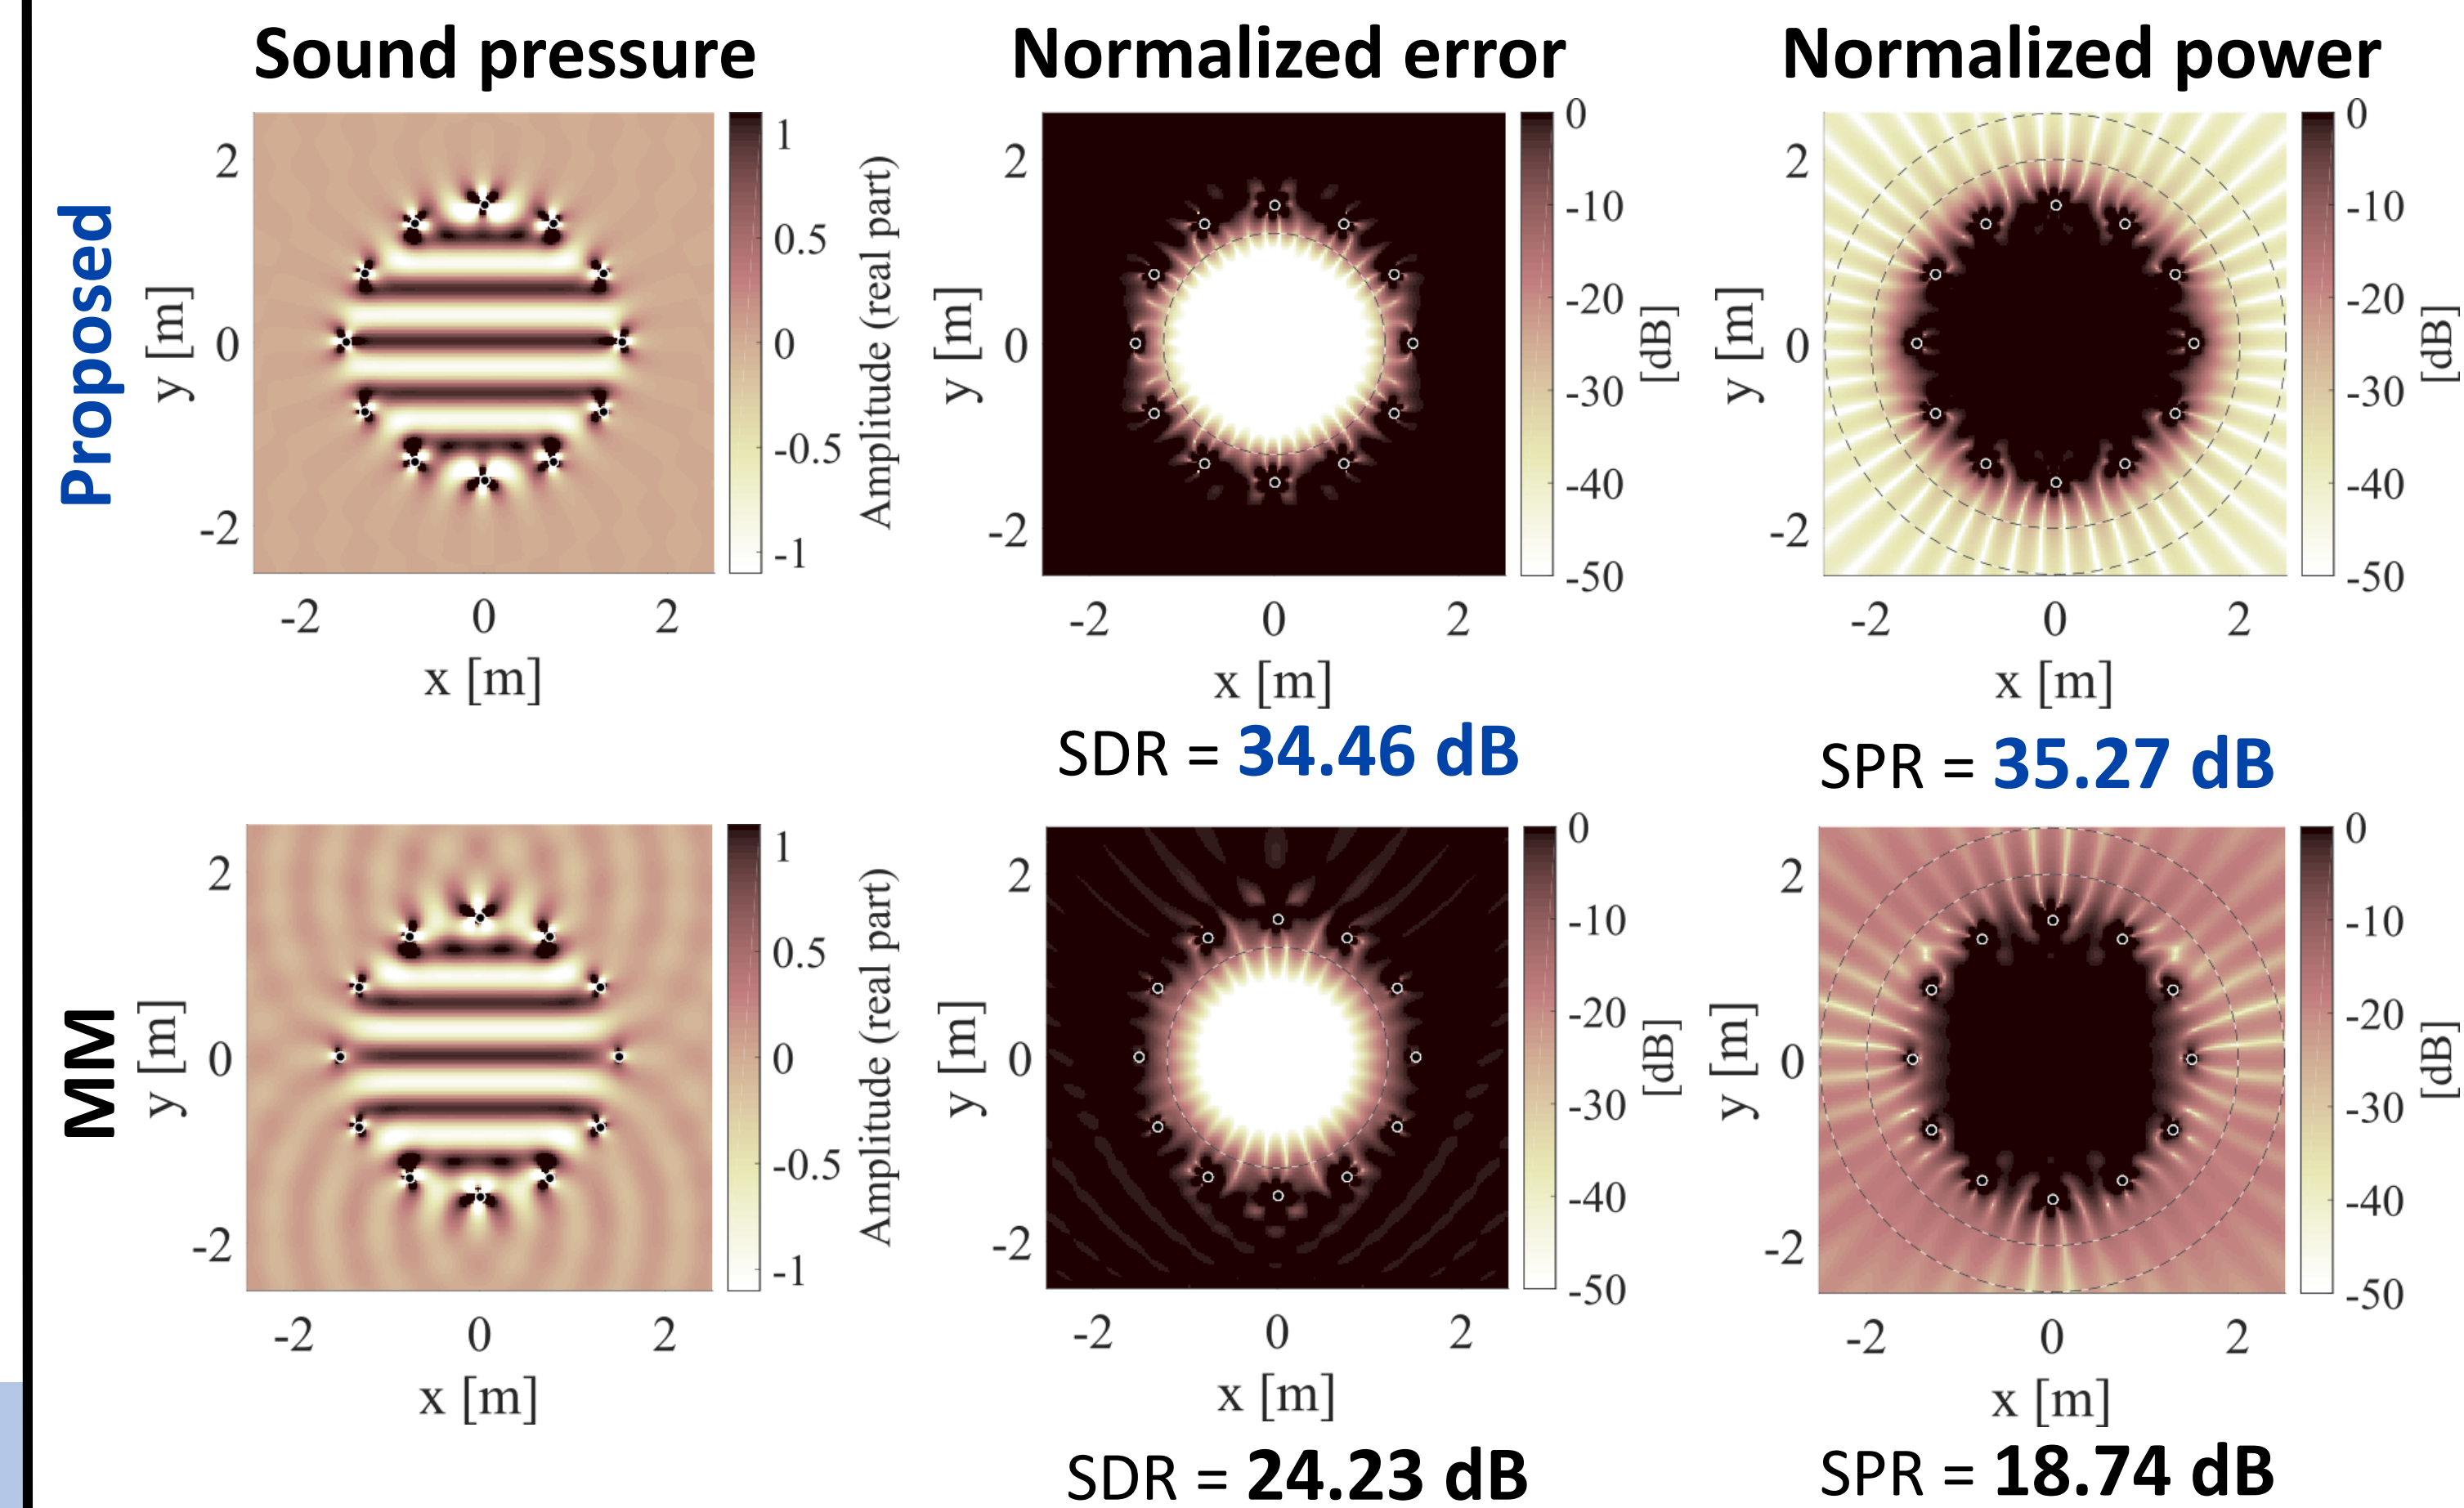 Sound pressure
Normalized error
Normalized power
Proposed
y [m]
2
0
-2
-2 0 2
x [m]
1
0.5
0
-0.5
-1
Amplitude (real part)
y [m]
2
0
-2
-2 0 2
x [m]
0
-10
-20
-30
-40
-50
[dB]
SDR = 34.46 dB
y [m]
2
0
-2
-2 0 2
x [m]
0
-10
-20
-30
-40
-50
[dB]
SPR = 35.27 dB
MM
y [m]
2
0
-2
-2 0 2
x [m]
1
0.5
0
-0.5
-1
Amplitude (real part)
y [m]
2
0
-2
-2 0 2
x [m]
0
-10
-20
-30
-40
-50
[dB]
SDR = 24.23 dB
y [m]
2
0
-2
-2 0 2
x [m]
0
-10
-20
-30
-40
-50
[dB]
SPR = 18.74 dB